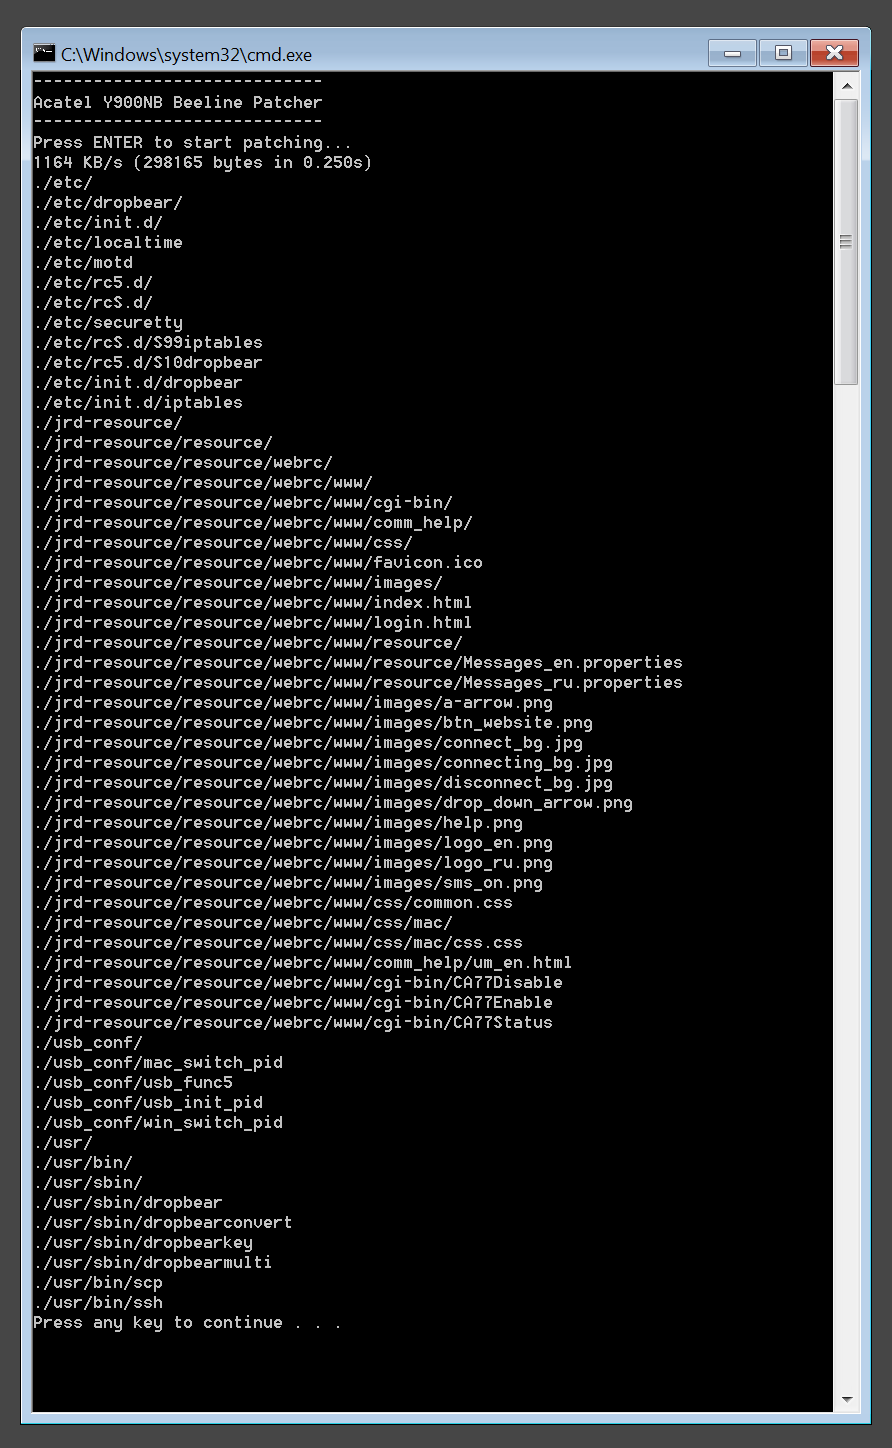 C:\Windows\system32\cmd.exe
-----------------------------
Acatel Y900NB Beeline Patcher
-----------------------------
Press ENTER to start patching...
1164 KB/s (298165 bytes in 0.250s)
./etc/
./etc/dropbear/
./etc/init.d/
./etc/localtime
./etc/motd
./etc/rc5.d/
./etc/rcS.d/
./etc/securetty
./etc/rcS.d/S99iptables
./etc/rc5.d/S10dropbear
./etc/init.d/dropbear
./etc/init.d/iptables
./jrd-resource/
./jrd-resource/resource/
./jrd-resource/resource/webrc/
./jrd-resource/resource/webrc/www/
./jrd-resource/resource/webrc/www/cgi-bin/
./jrd-resource/resource/webrc/www/comm_help/
./jrd-resource/resource/webrc/www/css/
./jrd-resource/resource/webrc/www/favicon.ico
./jrd-resource/resource/webrc/www/images/
./jrd-resource/resource/webrc/www/index.html
./jrd-resource/resource/webrc/www/login.html
./jrd-resource/resource/webrc/www/resource/
./jrd-resource/resource/webrc/www/resource/Messages_en.properties
./jrd-resource/resource/webrc/www/resource/Messages_ru.properties
./jrd-resource/resource/webrc/www/images/a-arrow.png
./jrd-resource/resource/webrc/www/images/btn_website.png
./jrd-resource/resource/webrc/www/images/connect_bg.jpg
./jrd-resource/resource/webrc/www/images/connecting_bg.jpg
./jrd-resource/resource/webrc/www/images/disconnect_bg.jpg
./jrd-resource/resource/webrc/www/images/drop_down_arrow.png
./jrd-resource/resource/webrc/www/images/help.png
./jrd-resource/resource/webrc/www/images/logo_en.png
./jrd-resource/resource/webrc/www/images/logo_ru.png
./jrd-resource/resource/webrc/www/images/sms_on.png
./jrd-resource/resource/webrc/www/css/common.css
./jrd-resource/resource/webrc/www/css/mac/
./jrd-resource/resource/webrc/www/css/mac/css.css
./jrd-resource/resource/webrc/www/comm_help/um_en.html
./jrd-resource/resource/webrc/www/cgi-bin/CA77Disable
./jrd-resource/resource/webrc/www/cgi-bin/CA77Enable
./jrd-resource/resource/webrc/www/cgi-bin/CA77Status
./usb_conf/
./usb_conf/mac_switch_pid
./usb_conf/usb_func5
./usb_conf/usb_init_pid
./usb_conf/win_switch_pid
./usr/
./usr/bin/
./usr/sbin/
./usr/sbin/dropbear
./usr/sbin/dropbearconvert
./usr/sbin/dropbearkey
./usr/sbin/dropbearmulti
./usr/bin/scp
./usr/bin/ssh
Press any key to continue . . .